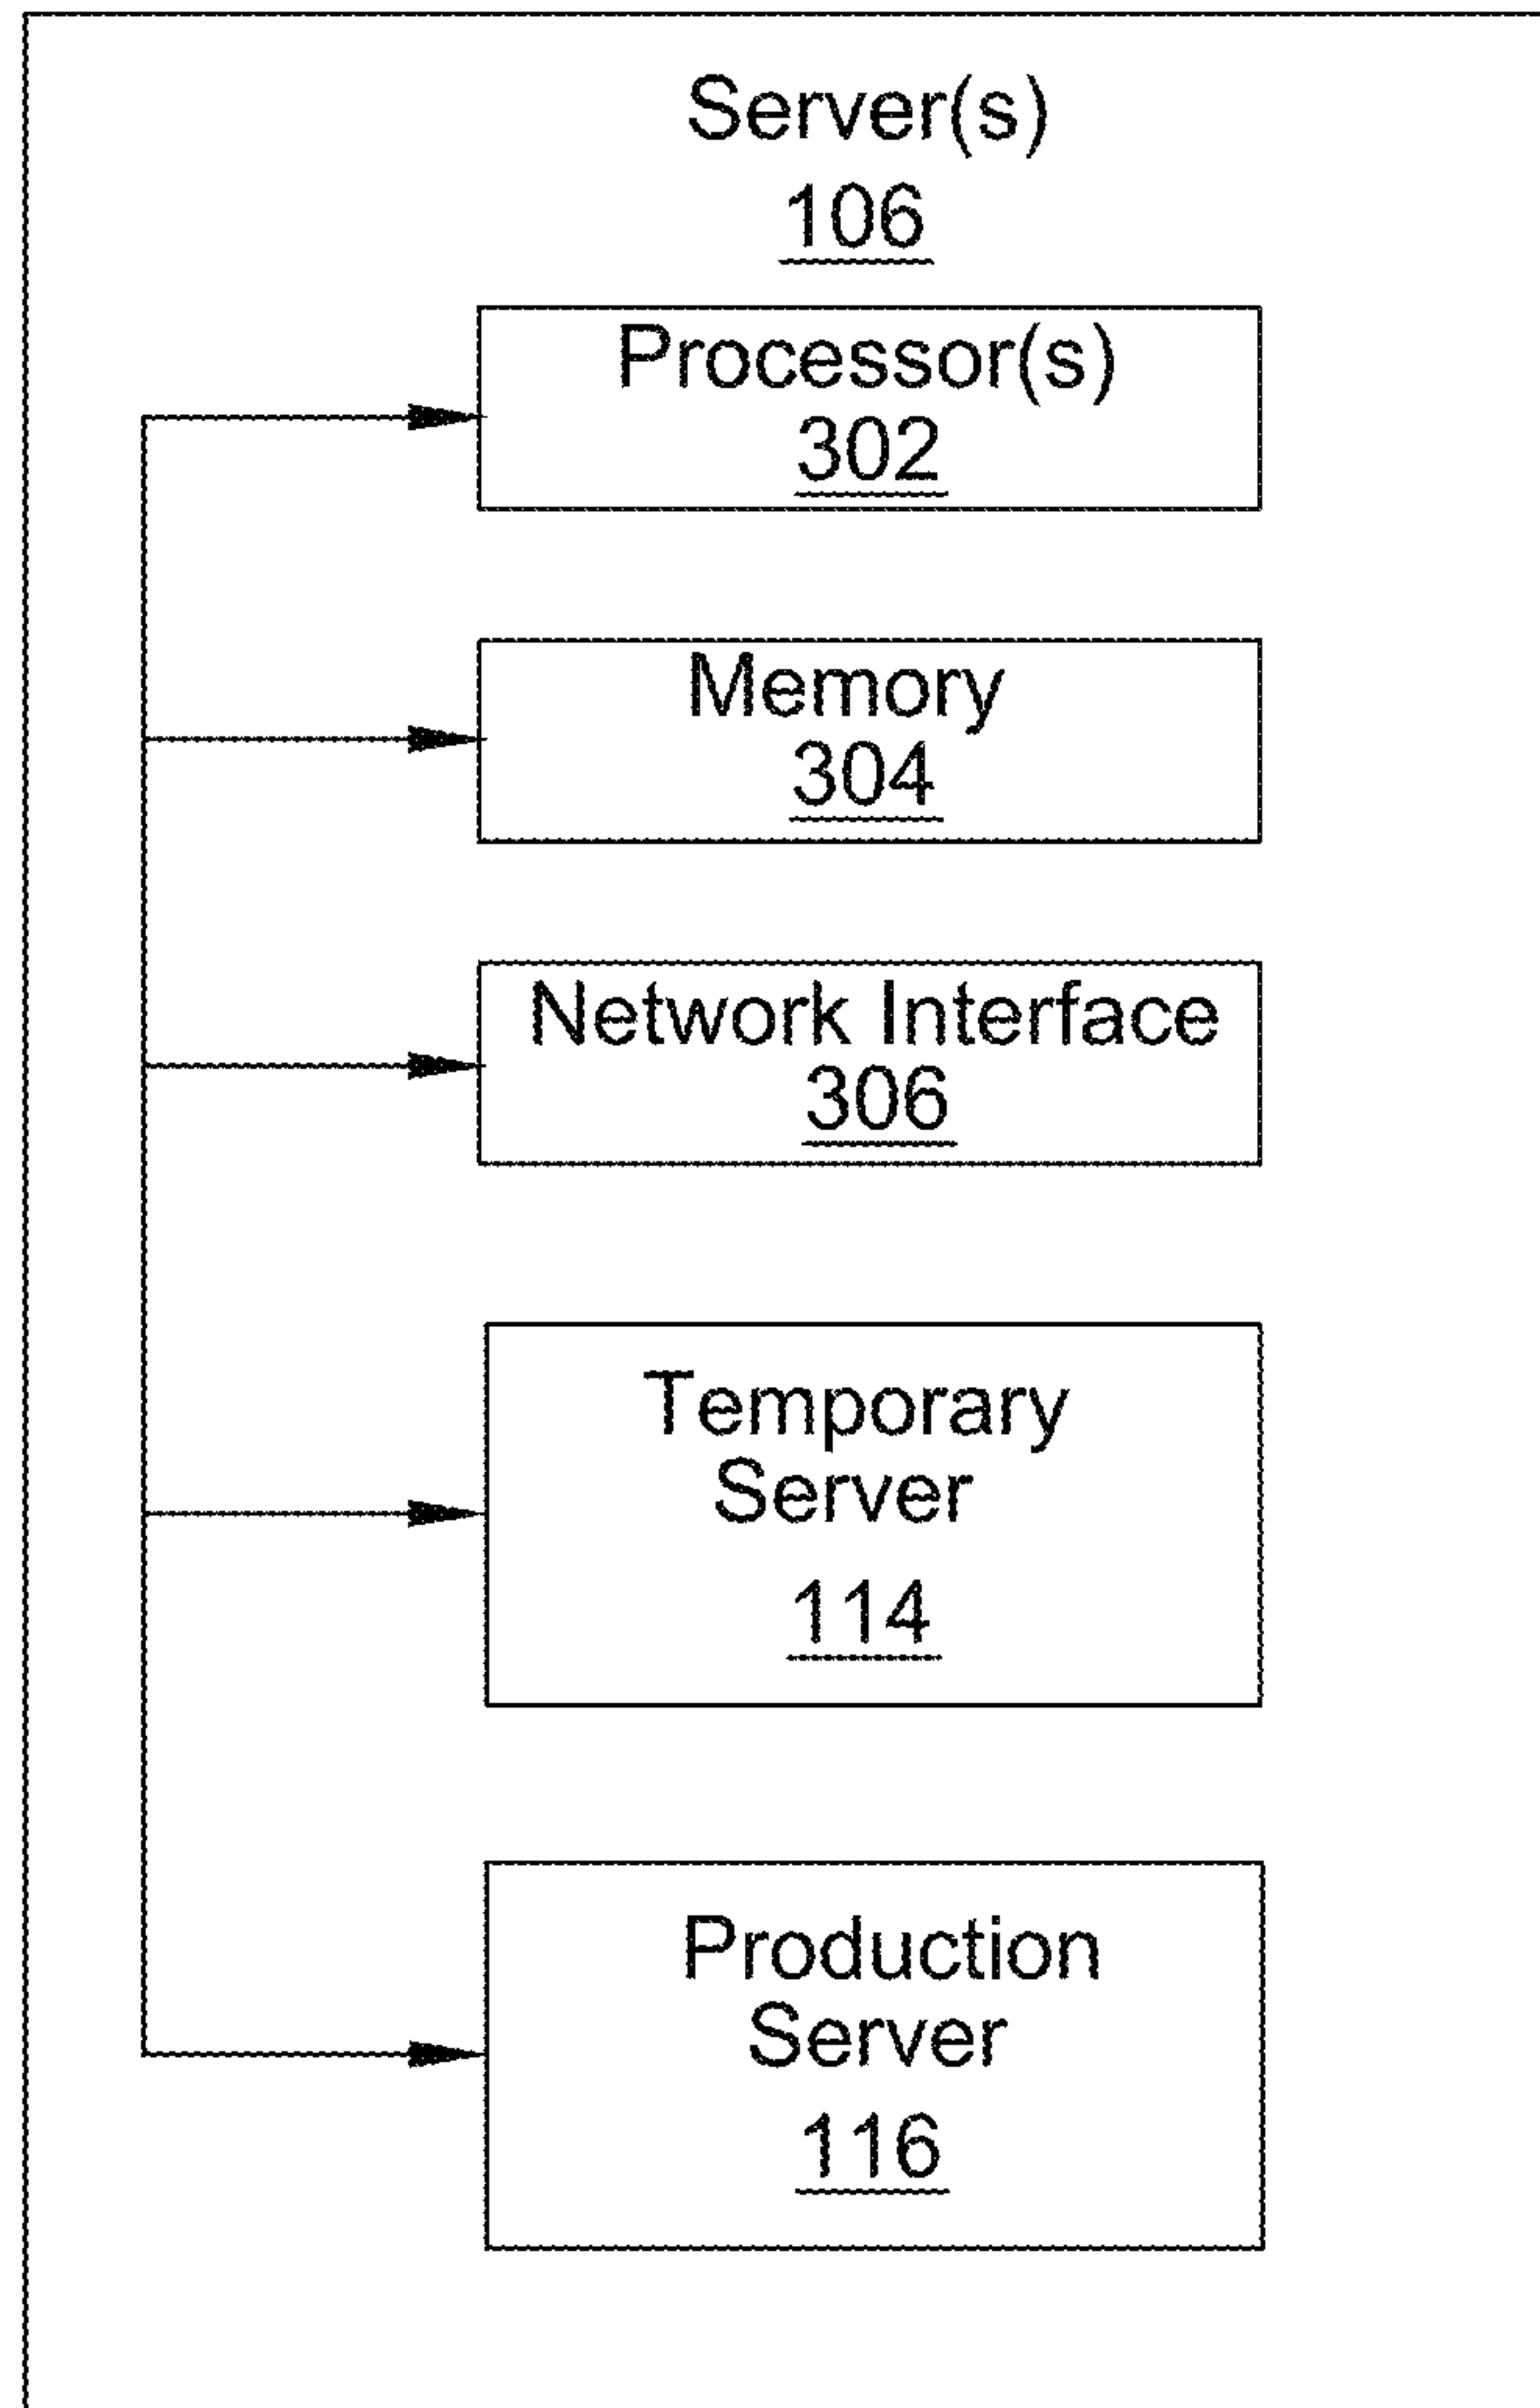 Server(s)
106
Processor(s)
302
Memory
304
Network Interface
306
Temporary
Server
114
Production
Server
116